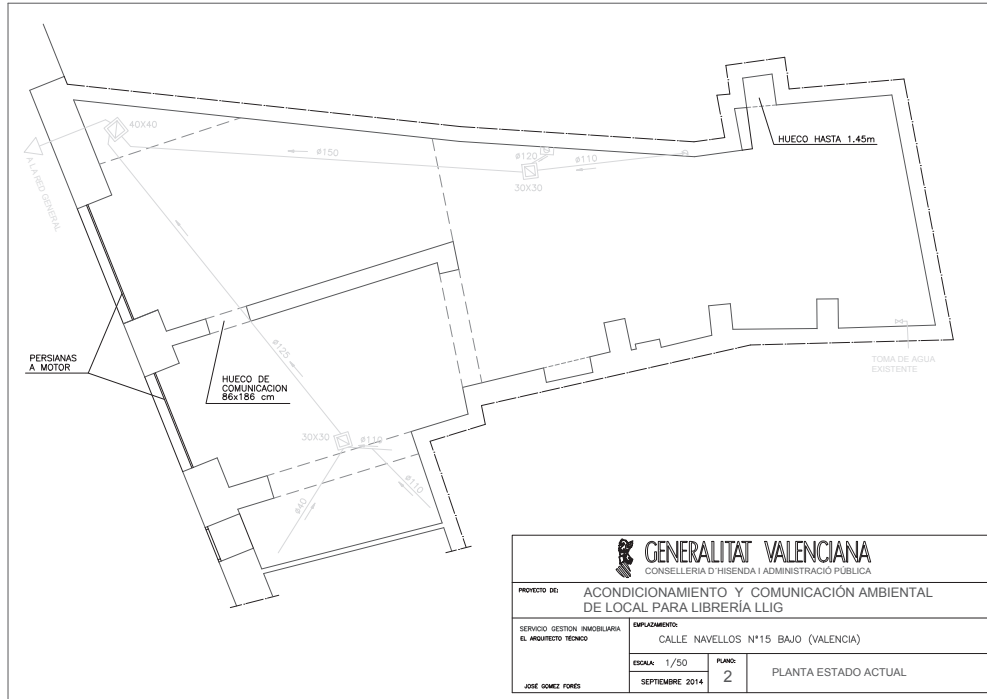 40X40
A LA RED GENERAL
ø150
ø120
ø110
30X30
HUECO HASTA 1.45m
PERSIANAS
A MOTOR
HUECO DE
COMUNICACION
86x186 cm
ø125
TOMA DE AGUA
EXISTENTE
30X30
ø110
ø40
ø110
GENERALITAT VALENCIANA
CONSELLERIA D'HISENDA I ADMINISTRACIÓ PÚBLICA
PROYECTO DE: ACONDICIONAMIENTO Y COMUNICACIÓN AMBIENTAL
DE LOCAL PARA LIBRERÍA LLIG
SERVICIO GESTION INMOBILIARIA
EL ARQUITECTO TÉCNICO
JOSÉ GOMEZ FORÉS
EMPLAZAMIENTO:
CALLE NAVELLOS Nº15 BAJO (VALENCIA)
ESCALA: 1/50
SEPTIEMBRE 2014
PLANO:
2
PLANTA ESTADO ACTUAL